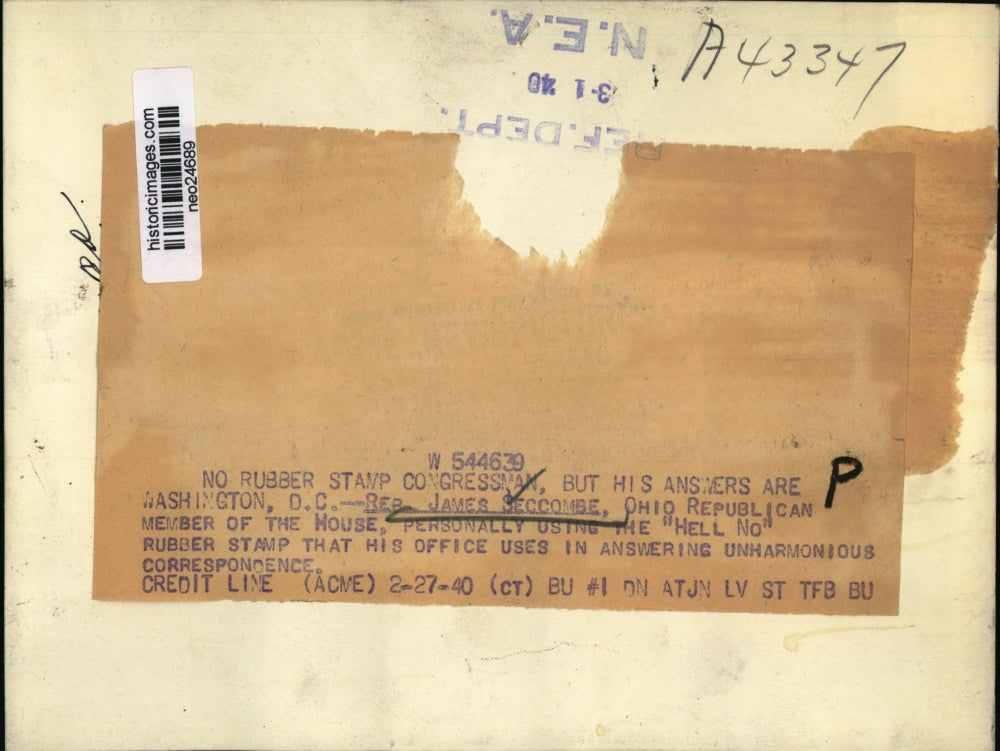 N.E.A.
3-1 40
REF. DEPT.
A43347
historicimages.com
neo24689
W 544639
NO RUBBER STAMP CONGRESSMAN, BUT HIS ANSWERS ARE
WASHINGTON, D.C.--REP. JAMES SECCOMBE, OHIO REPUBLICAN
MEMBER OF THE HOUSE, PERSONALLY USING THE "HELL NO"
RUBBER STAMP THAT HIS OFFICE USES IN ANSWERING UNHARMONIOUS
CORRESPONDENCE.
CREDIT LINE (ACME) 2-27-40 (CT) BU #1 DN ATJN LV ST TFB BU
P